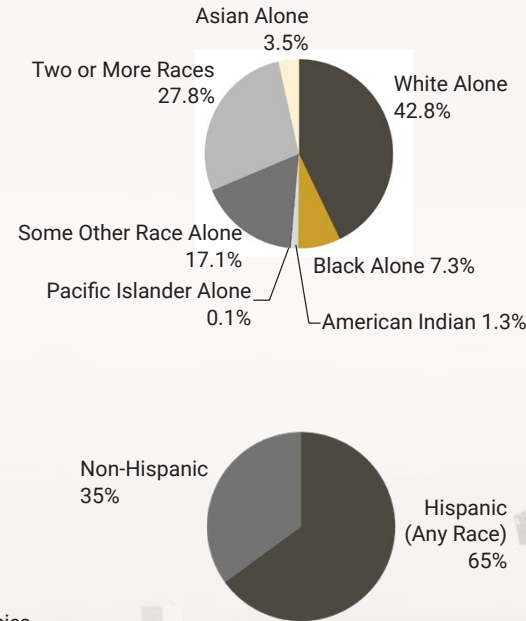 Asian Alone
3.5%
Two or More Races
27.8%
White Alone
42.8%
Some Other Race Alone
17.1%
Black Alone 7.3%
Pacific Islander Alone
0.1%
American Indian 1.3%
Non-Hispanic
35%
Hispanic
(Any Race)
65%